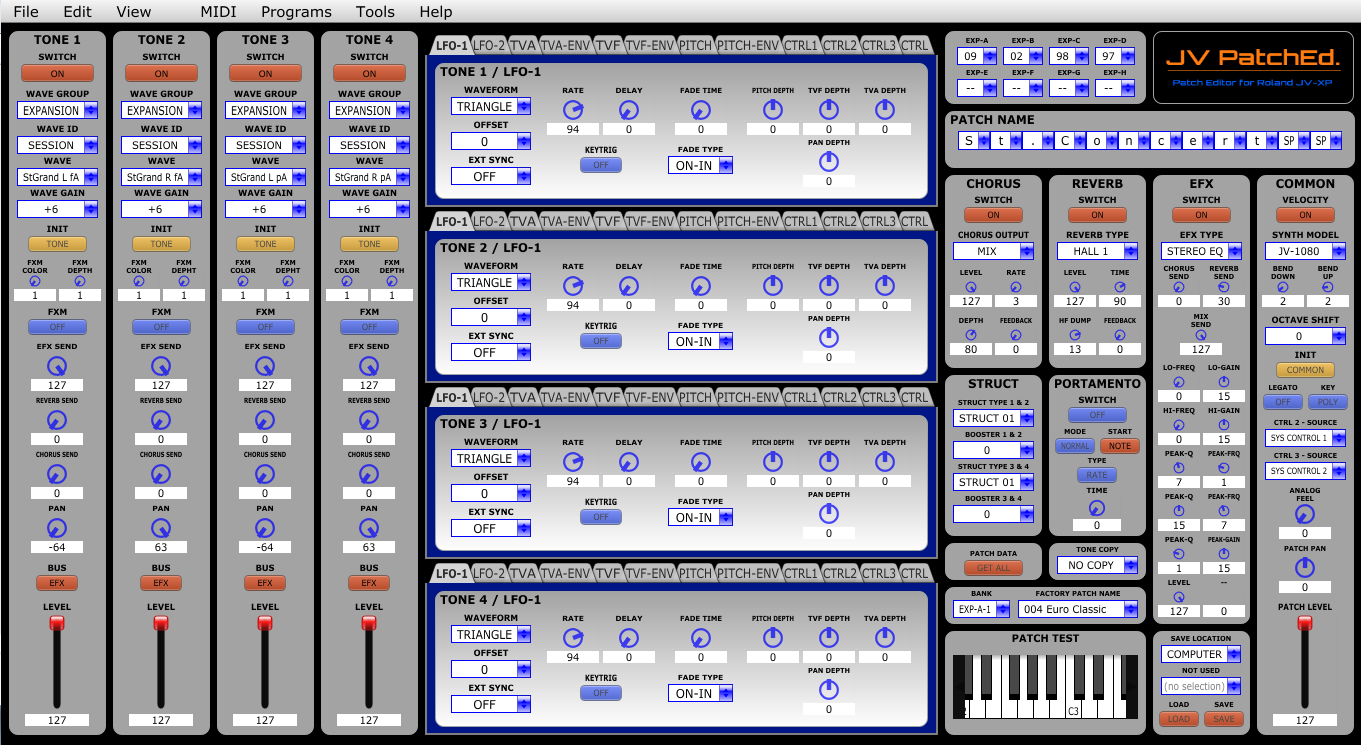 File Edit View MIDI Programs Tools Help
TONE 1
SWITCH
ON
WAVE GROUP
EXPANSION
WAVE ID
SESSION
WAVE
StGrand L fA
WAVE GAIN
+6
INIT
TONE
FXM COLOR
FXM DEPTH
1 1
FXM
OFF
EFX SEND
127
REVERB SEND
0
CHORUS SEND
0
PAN
-64
BUS
EFX
LEVEL
127
TONE 2
SWITCH
ON
WAVE GROUP
EXPANSION
WAVE ID
SESSION
WAVE
StGrand R fA
WAVE GAIN
+6
INIT
TONE
FXM COLOR
FXM DEPHT
1 1
FXM
OFF
EFX SEND
127
REVERB SEND
0
CHORUS SEND
0
PAN
63
BUS
EFX
LEVEL
127
TONE 3
SWITCH
ON
WAVE GROUP
EXPANSION
WAVE ID
SESSION
WAVE
StGrand L pA
WAVE GAIN
+6
INIT
TONE
FXM COLOR
FXM DEPHT
1 1
FXM
OFF
EFX SEND
127
REVERB SEND
0
CHORUS SEND
0
PAN
-64
BUS
EFX
LEVEL
127
TONE 4
SWITCH
ON
WAVE GROUP
EXPANSION
WAVE ID
SESSION
WAVE
StGrand R pA
WAVE GAIN
+6
INIT
TONE
FXM COLOR
FXM DEPTH
1 1
FXM
OFF
EFX SEND
127
REVERB SEND
0
CHORUS SEND
0
PAN
63
BUS
EFX
LEVEL
127
LFO-1 LFO-2 TVA TVA-ENV TVF TVF-ENV PITCH PITCH-ENV CTRL1 CTRL2 CTRL3 CTRL
TONE 1 / LFO-1
WAVEFORM RATE DELAY FADE TIME PITCH DEPTH TVF DEPTH TVA DEPTH
TRIANGLE
OFFSET 94 0 0 0 0 0
0 KEYTRIG FADE TYPE PAN DEPTH
EXT SYNC OFF ON-IN
OFF 0
LFO-1 LFO-2 TVA TVA-ENV TVF TVF-ENV PITCH PITCH-ENV CTRL1 CTRL2 CTRL3 CTRL
TONE 2 / LFO-1
WAVEFORM RATE DELAY FADE TIME PITCH DEPTH TVF DEPTH TVA DEPTH
TRIANGLE
OFFSET 94 0 0 0 0 0
0 KEYTRIG FADE TYPE PAN DEPTH
EXT SYNC OFF ON-IN
OFF 0
LFO-1 LFO-2 TVA TVA-ENV TVF TVF-ENV PITCH PITCH-ENV CTRL1 CTRL2 CTRL3 CTRL
TONE 3 / LFO-1
WAVEFORM RATE DELAY FADE TIME PITCH DEPTH TVF DEPTH TVA DEPTH
TRIANGLE
OFFSET 94 0 0 0 0 0
0 KEYTRIG FADE TYPE PAN DEPTH
EXT SYNC OFF ON-IN
OFF 0
LFO-1 LFO-2 TVA TVA-ENV TVF TVF-ENV PITCH PITCH-ENV CTRL1 CTRL2 CTRL3 CTRL
TONE 4 / LFO-1
WAVEFORM RATE DELAY FADE TIME PITCH DEPTH TVF DEPTH TVA DEPTH
TRIANGLE
OFFSET 94 0 0 0 0 0
0 KEYTRIG FADE TYPE PAN DEPTH
EXT SYNC OFF ON-IN
OFF 0
EXP-A EXP-B EXP-C EXP-D
09 02 98 97
EXP-E EXP-F EXP-G EXP-H
-- -- -- --
JV PatchEd.
Patch Editor for Roland JV-XP
PATCH NAME
S t . C o n c e r t SP SP
CHORUS
SWITCH
ON
CHORUS OUTPUT
MIX
LEVEL RATE
127 3
DEPTH FEEDBACK
80 0
REVERB
SWITCH
ON
REVERB TYPE
HALL 1
LEVEL TIME
127 90
HF DUMP FEEDBACK
13 0
STRUCT
STRUCT TYPE 1 & 2
STRUCT 01
BOOSTER 1 & 2
0
STRUCT TYPE 3 & 4
STRUCT 01
BOOSTER 3 & 4
0
PORTAMENTO
SWITCH
OFF
MODE START
NORMAL NOTE
TYPE
RATE
TIME
0
PATCH DATA
GET ALL
TONE COPY
NO COPY
BANK FACTORY PATCH NAME
EXP-A-1 004 Euro Classic
PATCH TEST
C3
EFX
SWITCH
ON
EFX TYPE
STEREO EQ
CHORUS SEND
REVERB SEND
0 30
MIX SEND
127
LO-FREQ LO-GAIN
0 15
HI-FREQ HI-GAIN
0 15
PEAK-Q PEAK-FRQ
7 1
PEAK-Q PEAK-FRQ
15 7
PEAK-Q PEAK-GAIN
1 15
LEVEL --
127 0
SAVE LOCATION
COMPUTER
NOT USED
(no selection)
LOAD SAVE
LOAD SAVE
COMMON
VELOCITY
ON
SYNTH MODEL
JV-1080
BEND DOWN
BEND UP
2 2
OCTAVE SHIFT
0
INIT
COMMON
LEGATO KEY
OFF POLY
CTRL 2 - SOURCE
SYS CONTROL 1
CTRL 3 - SOURCE
SYS CONTROL 2
ANALOG FEEL
0
PATCH PAN
0
PATCH LEVEL
127